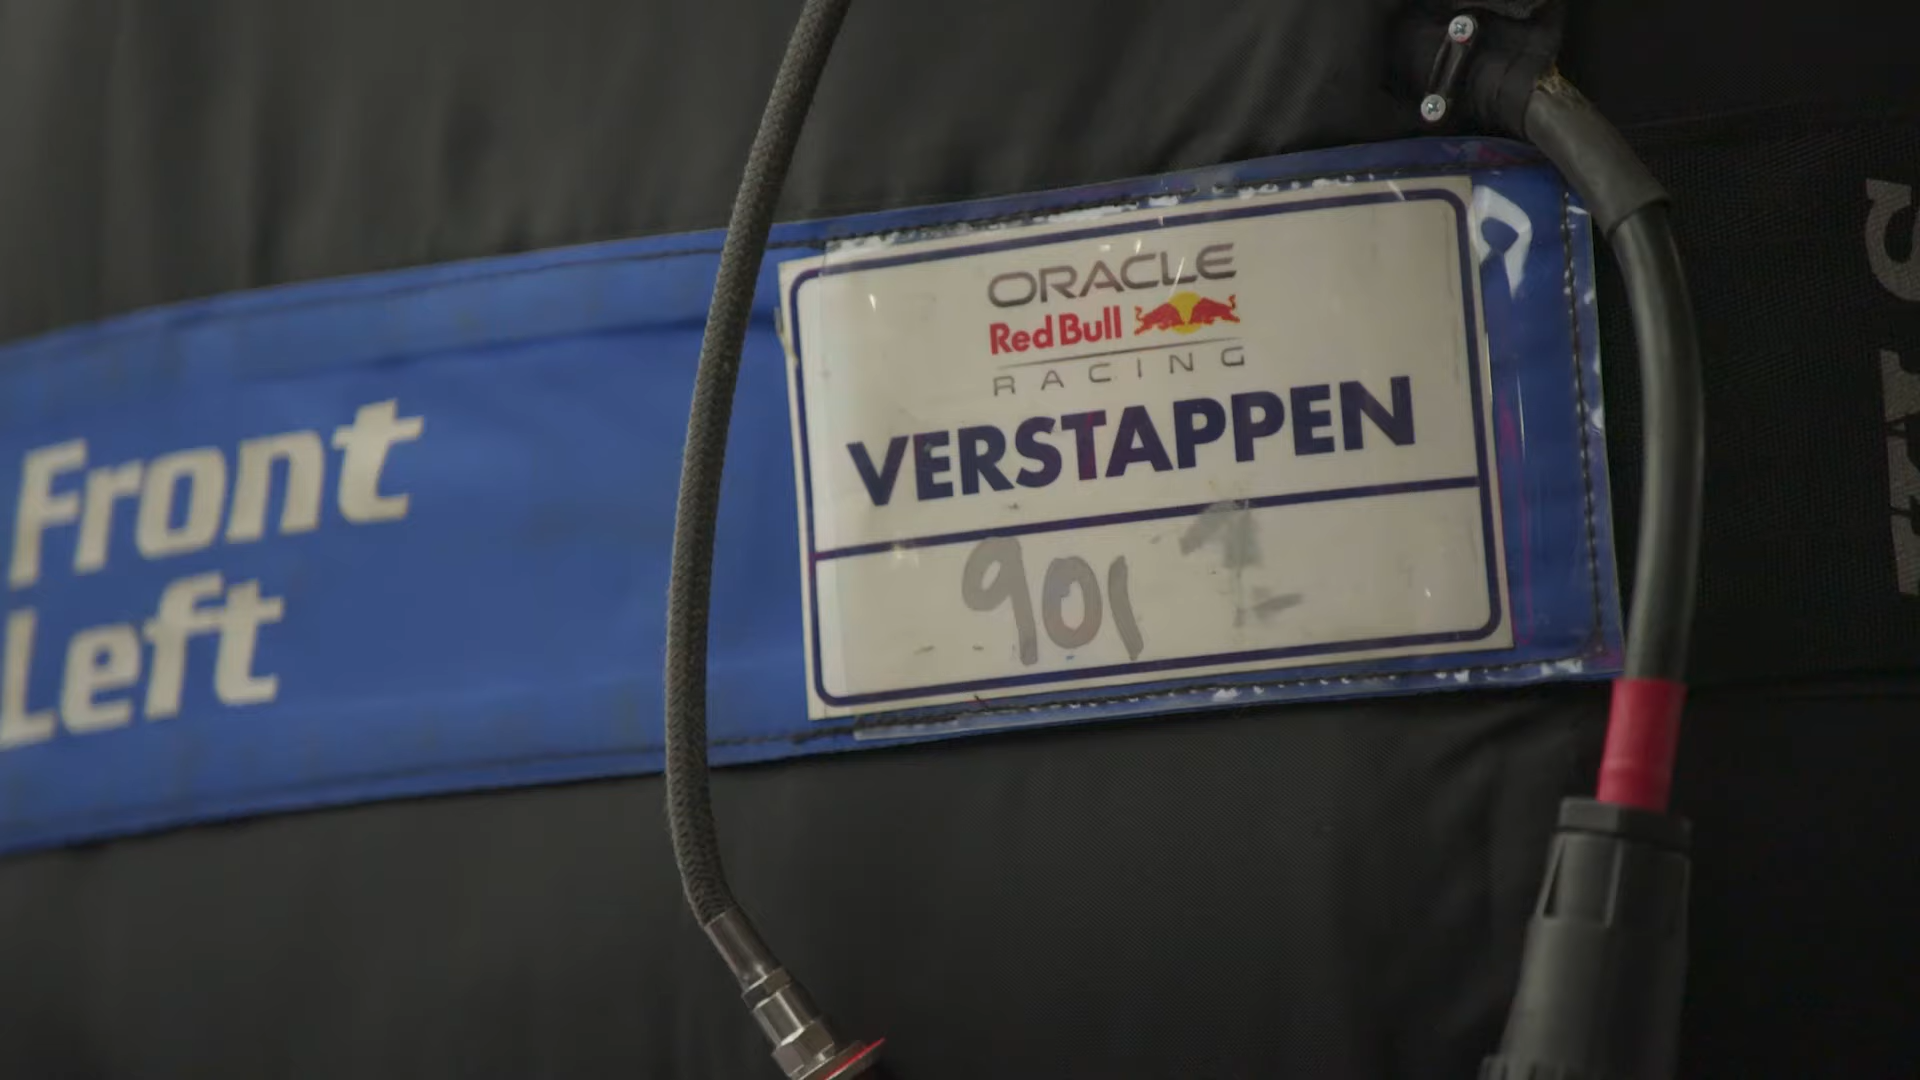 Front
Left
ORACLE
Red Bull
RACING
VERSTAPPEN
901